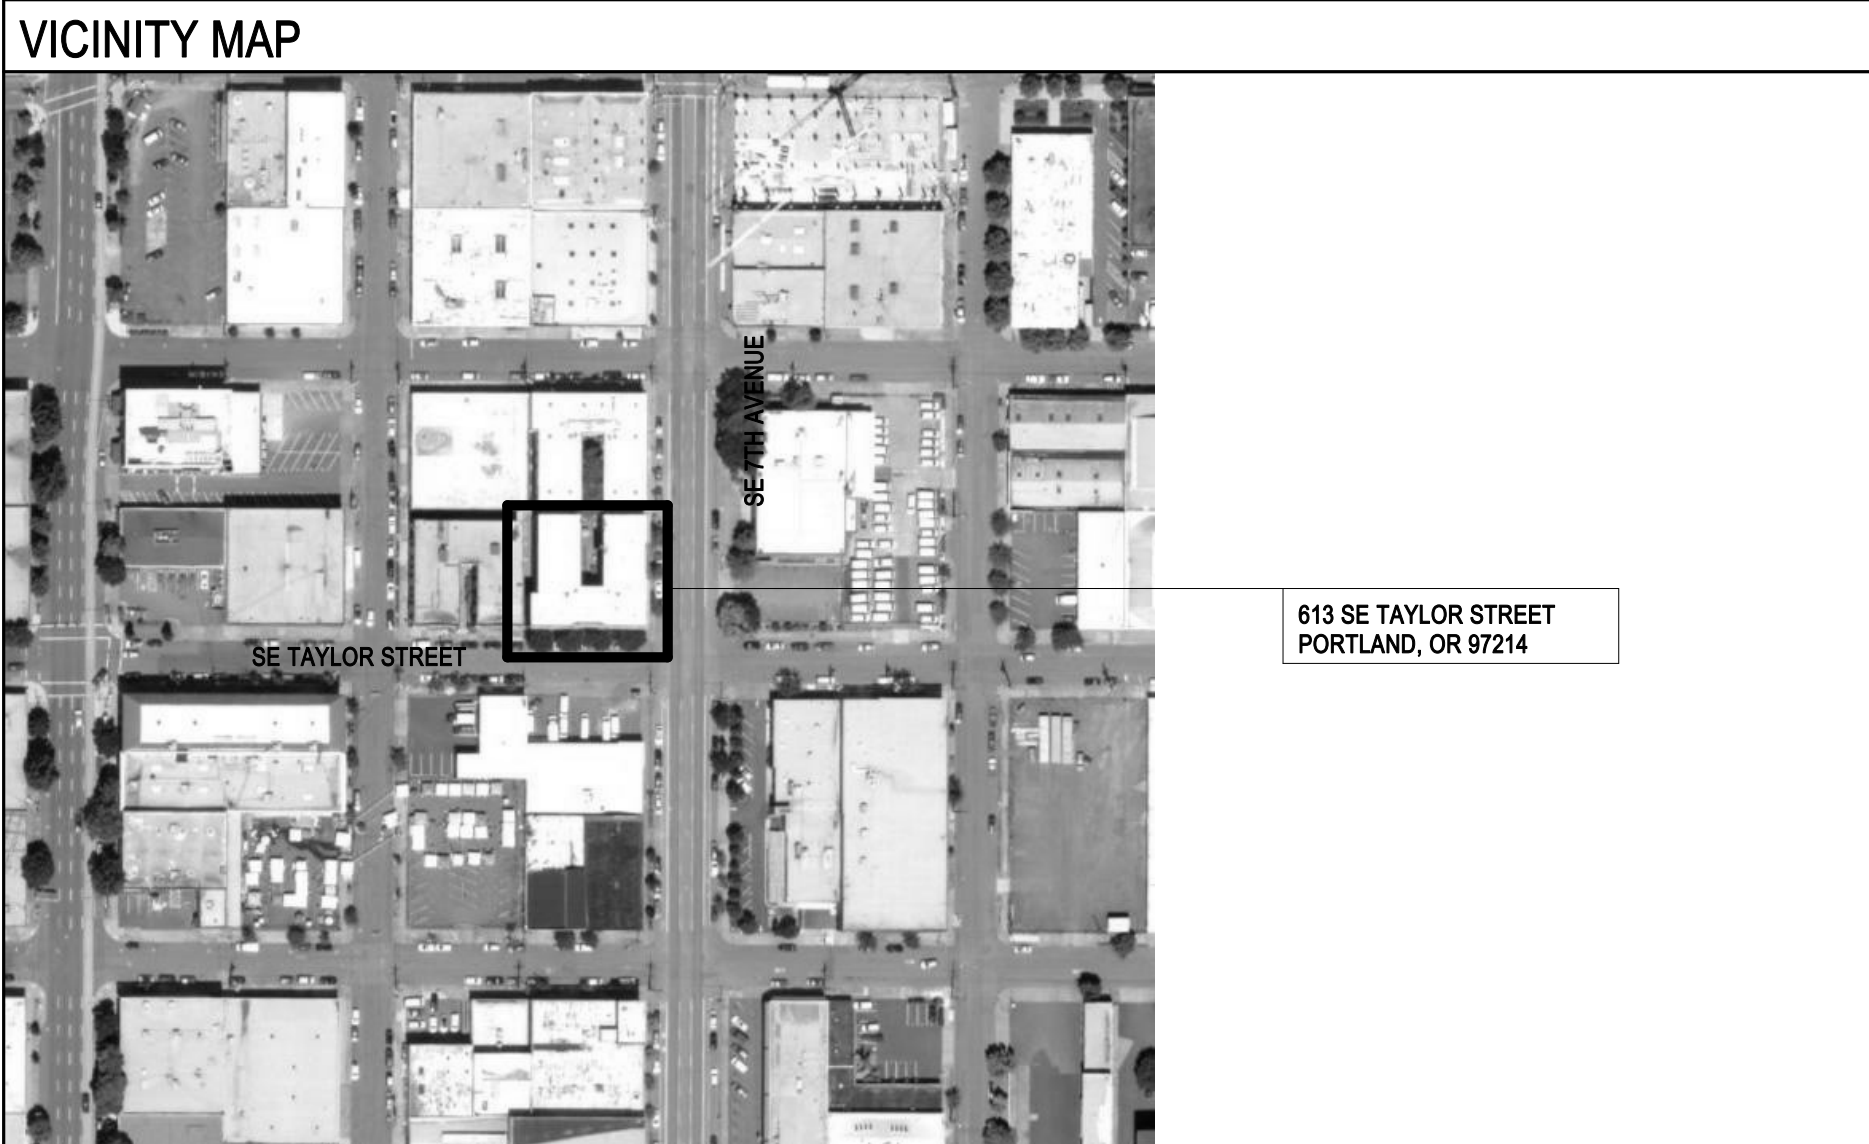 VICINITY MAP
SE 7TH AVENUE
613 SE TAYLOR STREET
PORTLAND, OR 97214
SE TAYLOR STREET